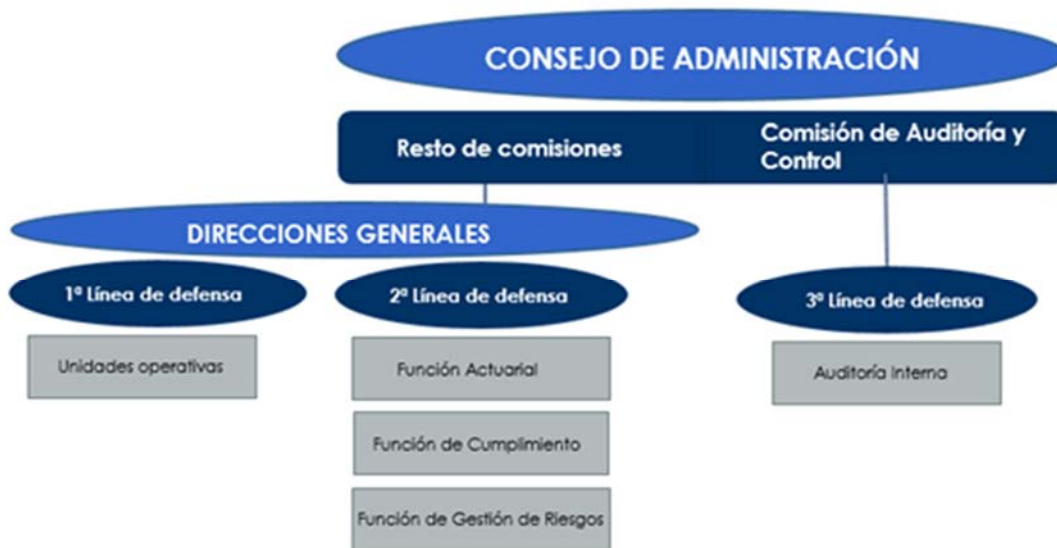 CONSEJO DE ADMINISTRACIÓN
Resto de comisiones
Comisión de Auditoría y
Control
DIRECCIONES GENERALES
1ª Línea de defensa
2ª Línea de defensa
3ª Línea de defensa
Unidades operativas
Función Actuarial
Auditoría Interna
Función de Cumplimiento
Función de Gestión de Riesgos